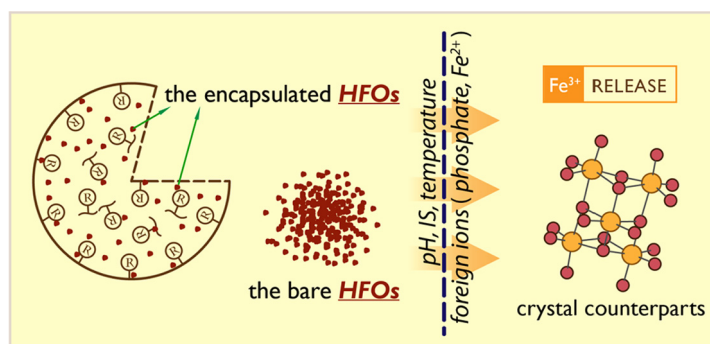 the encapsulated HFOs
the bare HFOs
pH, IS, temperature
foreign ions ( phosphate, Fe²⁺)
Fe³⁺ RELEASE
crystal counterparts
R
R
R
R
R
R
R
R
R
R
R
R
R
R